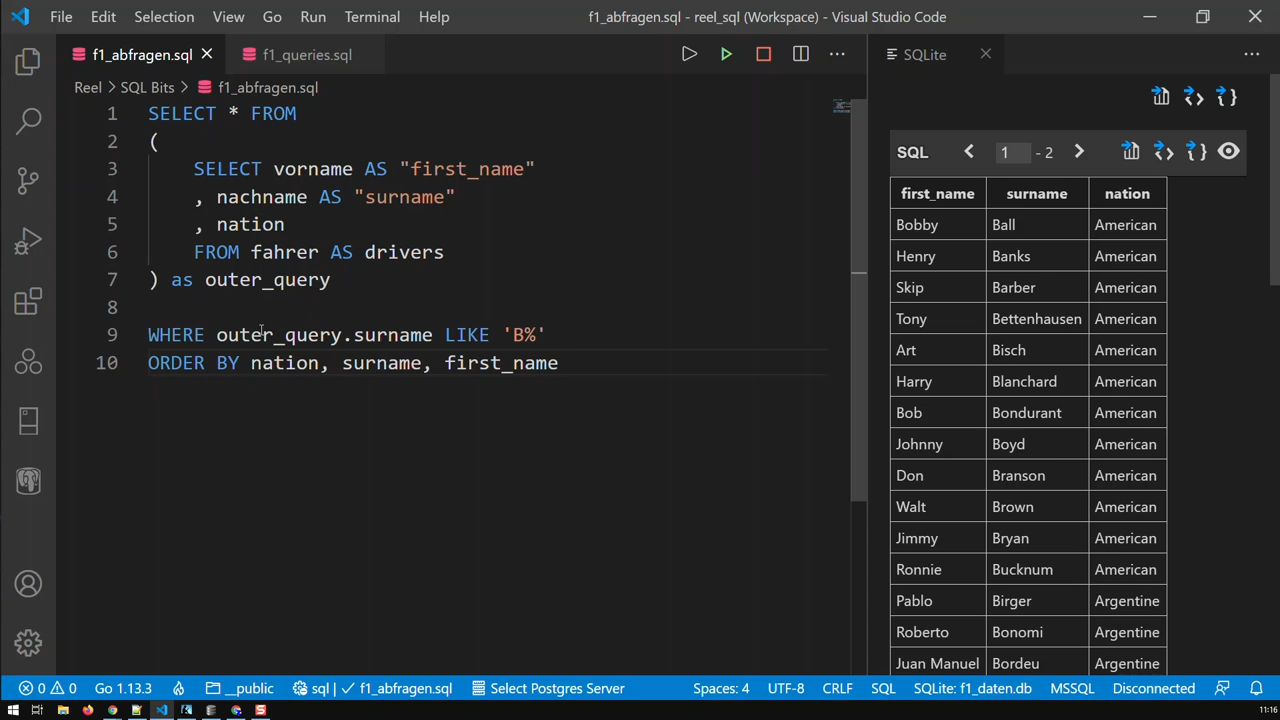 File Edit Selection View Go Run Terminal Help f1_abfragen.sql - reel_sql (Workspace) - Visual Studio Code
f1_abfragen.sql f1_queries.sql
Reel > SQL Bits > f1_abfragen.sql
1 SELECT * FROM
2 (
3 SELECT vorname AS "first_name"
4 , nachname AS "surname"
5 , nation
6 FROM fahrer AS drivers
7 ) as outer_query
8
9 WHERE outer_query.surname LIKE 'B%'
10 ORDER BY nation, surname, first_name
SQLite
SQL < 1 - 2 >
first_name surname nation
Bobby Ball American
Henry Banks American
Skip Barber American
Tony Bettenhausen American
Art Bisch American
Harry Blanchard American
Bob Bondurant American
Johnny Boyd American
Don Branson American
Walt Brown American
Jimmy Bryan American
Ronnie Bucknum American
Pablo Birger Argentine
Roberto Bonomi Argentine
Juan Manuel Bordeu Argentine
0 0 Go 1.13.3 __public sql | ✓ f1_abfragen.sql Select Postgres Server Spaces: 4 UTF-8 CRLF SQL SQLite: f1_daten.db MSSQL Disconnected
11:16